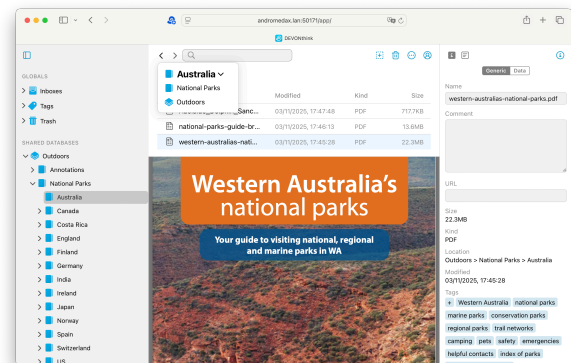 andromedax.lan:50171/app/
DEVONthink
GLOBALS
Inboxes
Tags
Trash
SHARED DATABASES
Outdoors
Annotations
National Parks
Australia
Canada
Costa Rica
England
Finland
Germany
India
Ireland
Japan
Norway
Spain
Switzerland
US
Australia
National Parks
Outdoors
Modified Kind Size
03/11/2025, 17:47:48 PDF 717.7KB
national-parks-guide-br... 03/11/2025, 17:46:13 PDF 13.6MB
western-australias-nati... 03/11/2025, 17:45:28 PDF 22.3MB
Western Australia's
national parks
Your guide to visiting national, regional
and marine parks in WA
Generic Data
Name
western-australias-national-parks.pdf
Comment
URL
Size
22.3MB
Kind
PDF
Location
Outdoors > National Parks > Australia
Modified
03/11/2025, 17:45:28
Tags
+ Western Australia national parks
marine parks conservation parks
regional parks trail networks
camping pets safety emergencies
helpful contacts index of parks